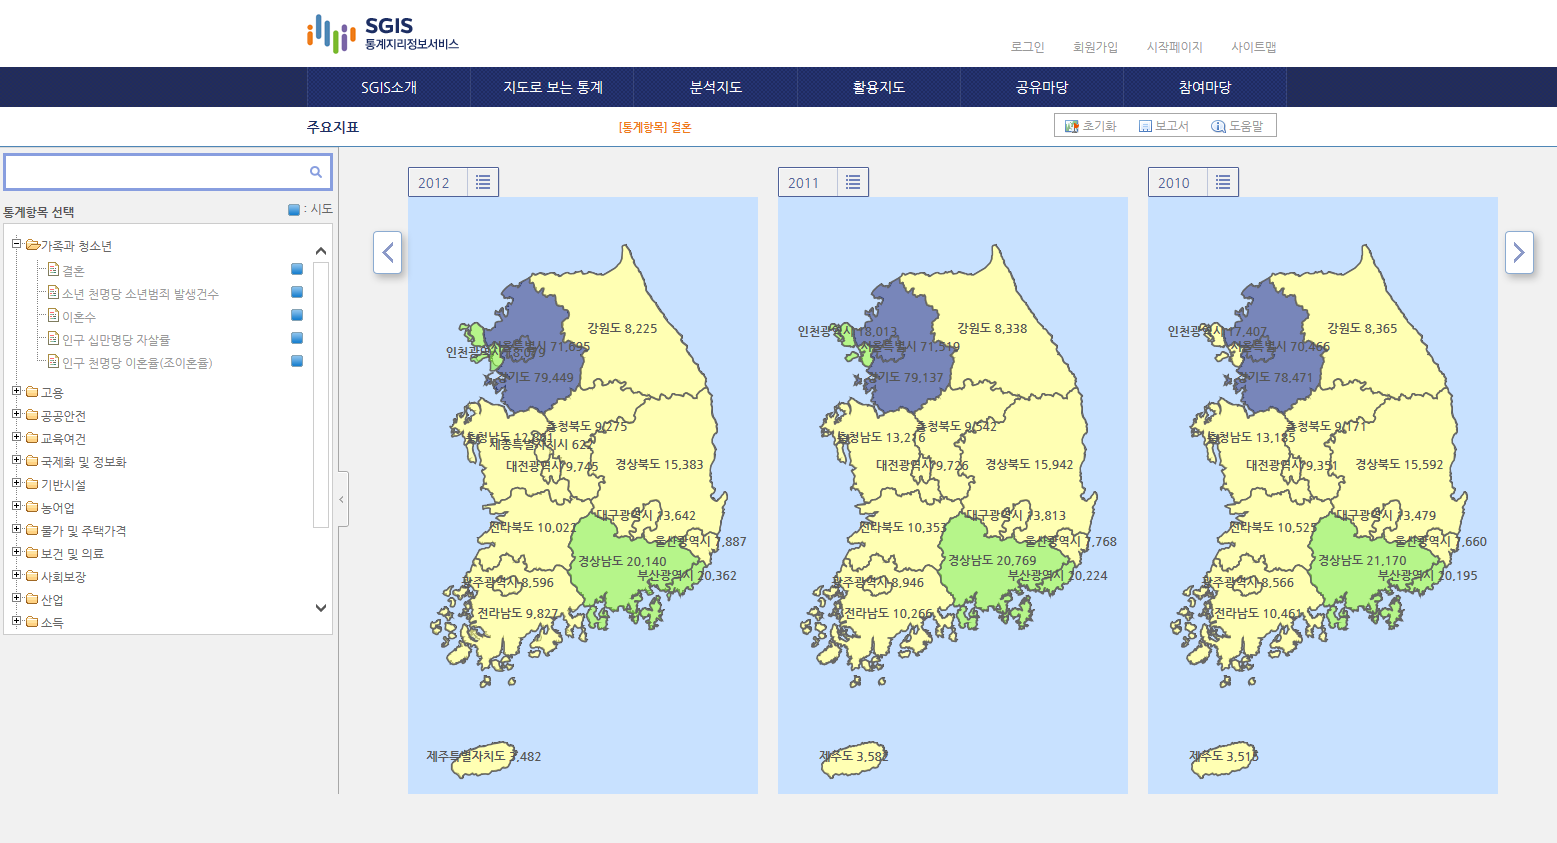 SGIS
통계지리정보서비스
로그인 회원가입 시작페이지 사이트맵
SGIS소개 지도로 보는 통계 분석지도 활용지도 공유마당 참여마당
주요지표
[통계항목] 결혼
초기화 보고서 도움말
통계항목 선택
: 시도
가족과 청소년
결혼
소년 천명당 소년범죄 발생건수
이혼수
인구 십만명당 자살률
인구 천명당 이혼율(조이혼율)
고용
공공안전
교육여건
국제화 및 정보화
기반시설
농어업
물가 및 주택가격
보건 및 의료
사회보장
산업
소득
2012
강원도 8,225
서울특별시 71,695
인천광역시 18,079
경기도 79,449
충청북도 9,275
충청남도
세종특별자치시
대전광역시 9,745
경상북도 15,383
대구광역시 13,642
전라북도
울산광역시 7,887
경상남도 20,140
부산광역시 20,362
광주광역시 8,596
전라남도 9,827
제주특별자치도 3,482
2011
강원도 8,338
인천광역시 18,013
서울특별시 71,519
경기도 79,137
충청북도 9,542
충청남도 13,216
대전광역시 9,726
경상북도 15,942
대구광역시 13,813
전라북도 10,353
울산광역시 7,768
경상남도 20,769
부산광역시 20,224
광주광역시 8,946
전라남도 10,266
제주도 3,582
2010
강원도 8,365
인천광역시 17,407
서울특별시 70,466
경기도 78,471
충청북도 9,171
충청남도 13,185
대전광역시 9,351
경상북도 15,592
대구광역시 13,479
전라북도 10,525
울산광역시 7,660
경상남도 21,170
부산광역시 20,195
광주광역시 8,566
전라남도 10,461
제주도 3,515